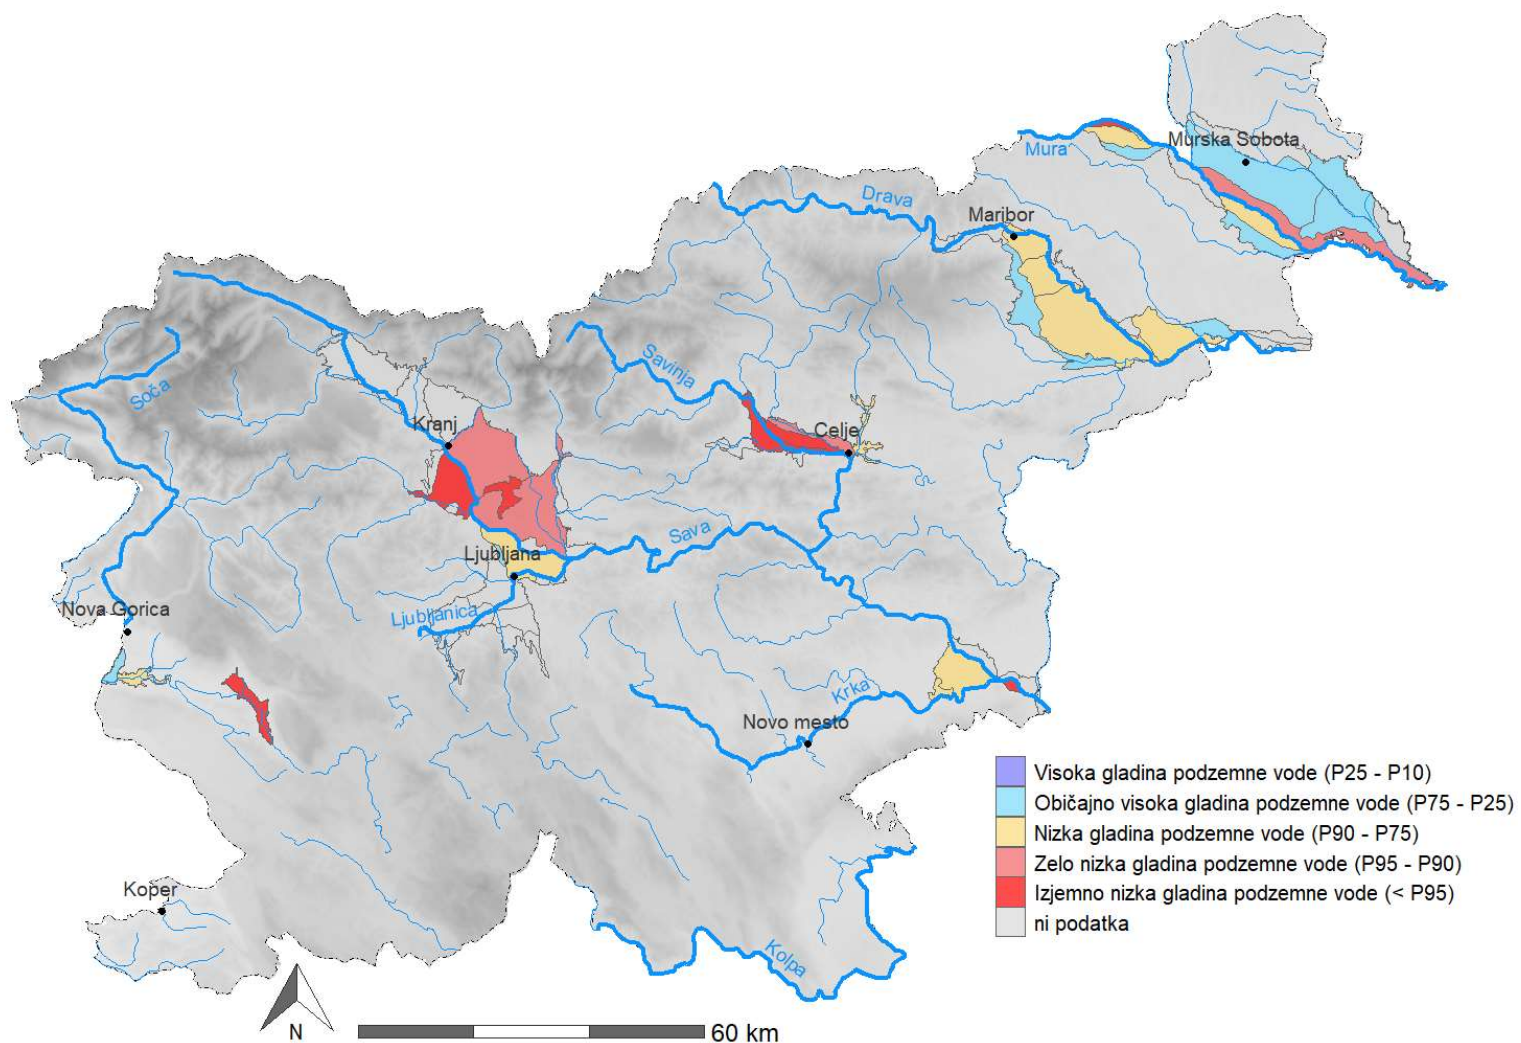 Mura
Murska Sobota
Drava
Maribor
Soča
Savinja
Kranj
Celje
Sava
Ljubljana
Nova Gorica
Ljubljanica
Krka
Novo mesto
Visoka gladina podzemne vode (P25 - P10)
Običajno visoka gladina podzemne vode (P75 - P25)
Nizka gladina podzemne vode (P90 - P75)
Zelo nizka gladina podzemne vode (P95 - P90)
Izjemno nizka gladina podzemne vode (< P95)
ni podatka
Koper
Kolpa
N
60 km